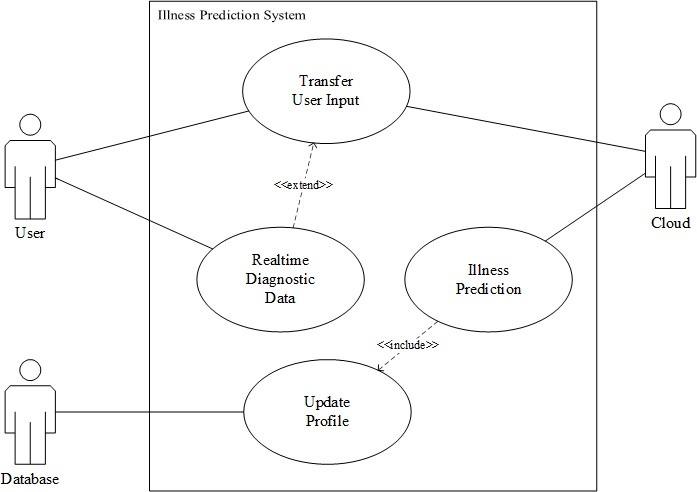 Illness Prediction System
Transfer
User Input
<<extend>>
User
Cloud
Realtime
Diagnostic
Data
Illness
Prediction
<<include>>
Update
Profile
Database